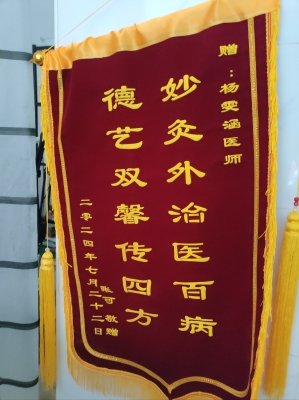 赠：杨雯涵医师
妙灸外治医百病
德艺双馨传四方
张可敬赠
二零二四年七月二十二日